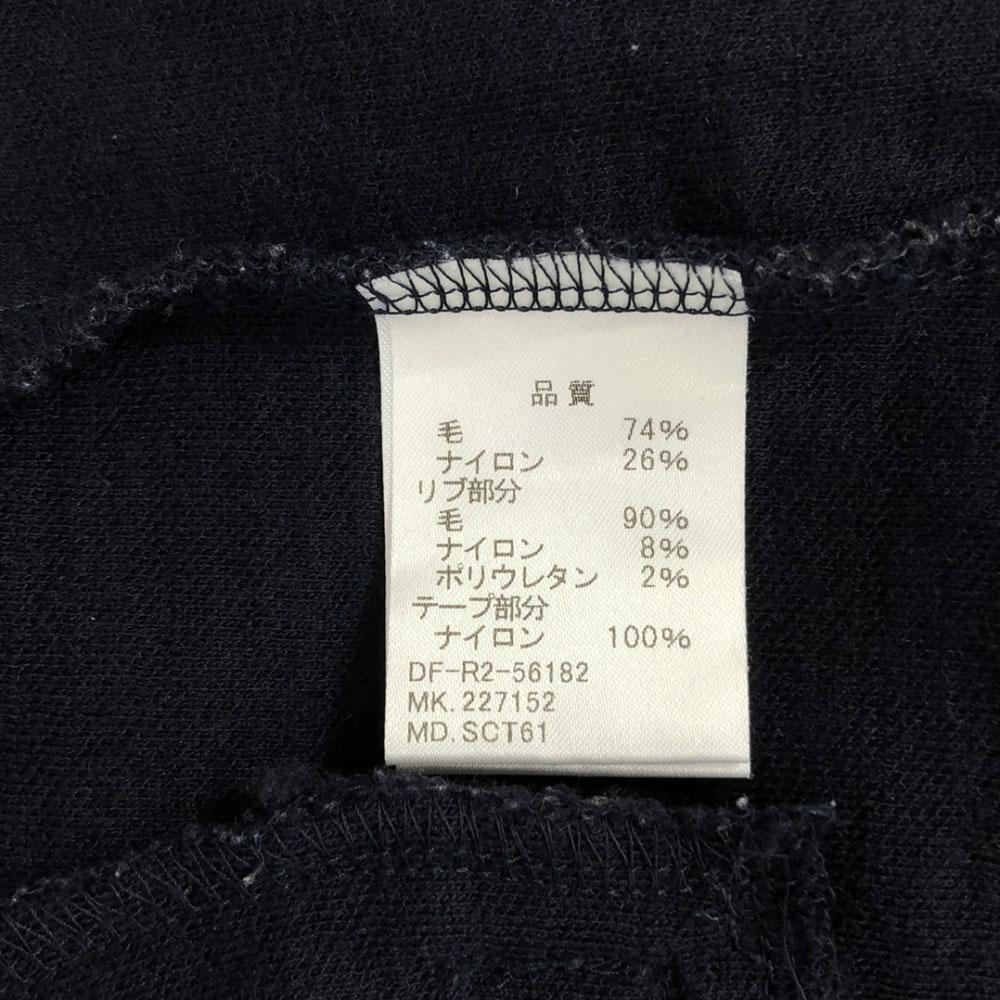 品質
毛 74%
ナイロン 26%
リブ部分
毛 90%
ナイロン 8%
ポリウレタン 2%
テープ部分
ナイロン 100%
DF-R2-56182
MK.227152
MD.SCT61